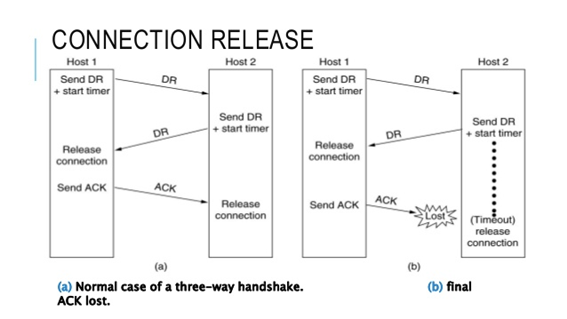 CONNECTION RELEASE
Host 1
Host 2
Send DR
+ start timer
DR
Send DR
+ start timer
DR
Release
connection
Send ACK
ACK
Release
connection
(a)
Host 1
Host 2
Send DR
+ start timer
DR
Send DR
+ start timer
DR
Release
connection
Send ACK
ACK
Lost
(Timeout)
release
connection
(b)
(a) Normal case of a three-way handshake. (b) final
ACK lost.